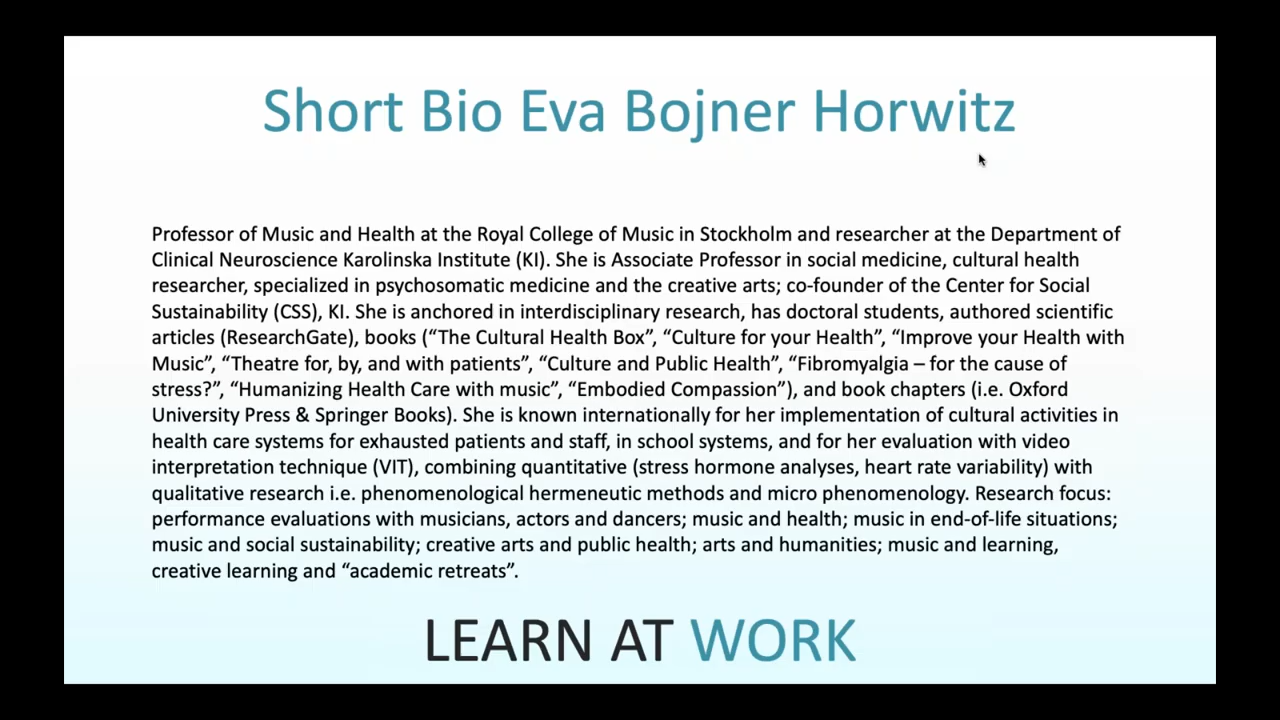 Short Bio Eva Bojner Horwitz
Professor of Music and Health at the Royal College of Music in Stockholm and researcher at the Department of
Clinical Neuroscience Karolinska Institute (KI). She is Associate Professor in social medicine, cultural health
researcher, specialized in psychosomatic medicine and the creative arts; co-founder of the Center for Social
Sustainability (CSS), KI. She is anchored in interdisciplinary research, has doctoral students, authored scientific
articles (ResearchGate), books (“The Cultural Health Box”, “Culture for your Health”, “Improve your Health with
Music”, “Theatre for, by, and with patients”, “Culture and Public Health”, “Fibromyalgia – for the cause of
stress?”, “Humanizing Health Care with music”, “Embodied Compassion”), and book chapters (i.e. Oxford
University Press & Springer Books). She is known internationally for her implementation of cultural activities in
health care systems for exhausted patients and staff, in school systems, and for her evaluation with video
interpretation technique (VIT), combining quantitative (stress hormone analyses, heart rate variability) with
qualitative research i.e. phenomenological hermeneutic methods and micro phenomenology. Research focus:
performance evaluations with musicians, actors and dancers; music and health; music in end-of-life situations;
music and social sustainability; creative arts and public health; arts and humanities; music and learning,
creative learning and “academic retreats”.
LEARN AT WORK